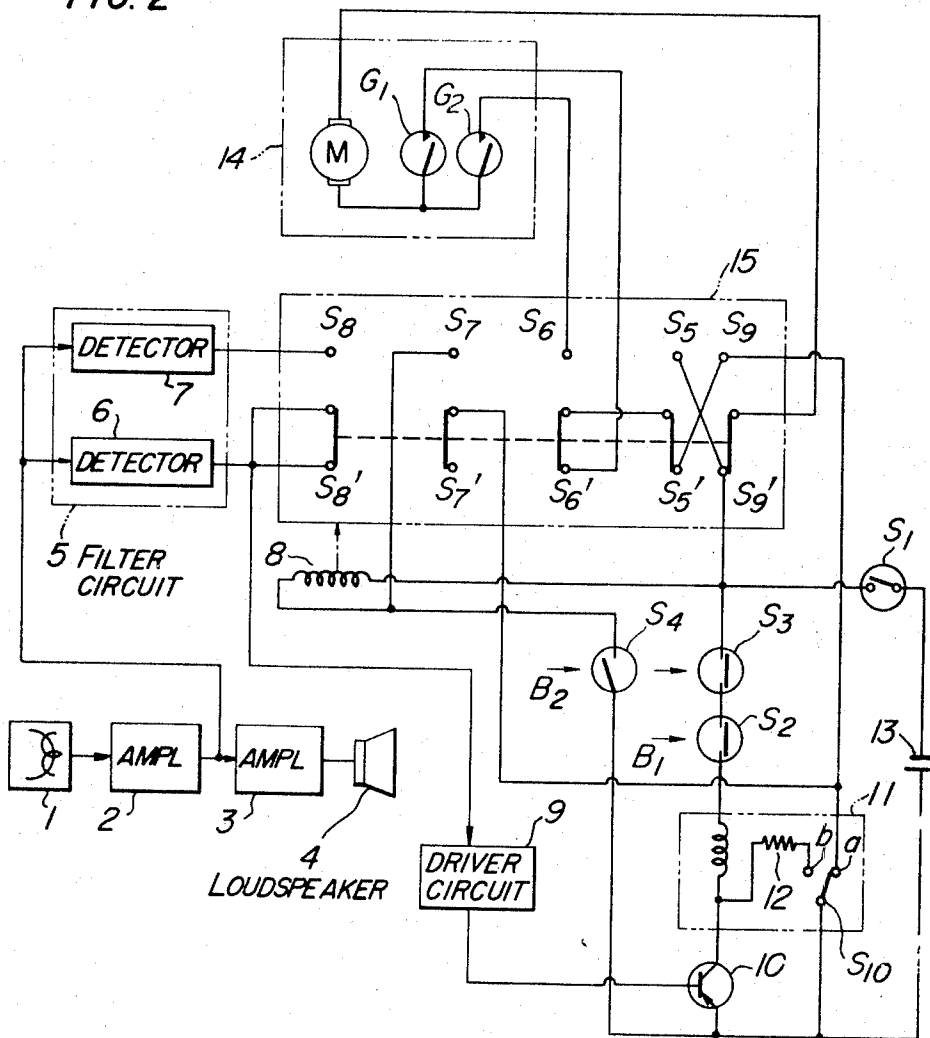 FIG. 2
G1
G2
14
M
15
S8
S7
S6
S5
S9
DETECTOR
7
6
DETECTOR
S8'
S7'
S6'
S5'
S9'
5 FILTER
CIRCUIT
8
S1
S4
S3
B2
S2
B1
13
11
AMPL
AMPL
1
2
3
4
LOUDSPEAKER
9
DRIVER
CIRCUIT
b
a
12
S10
10